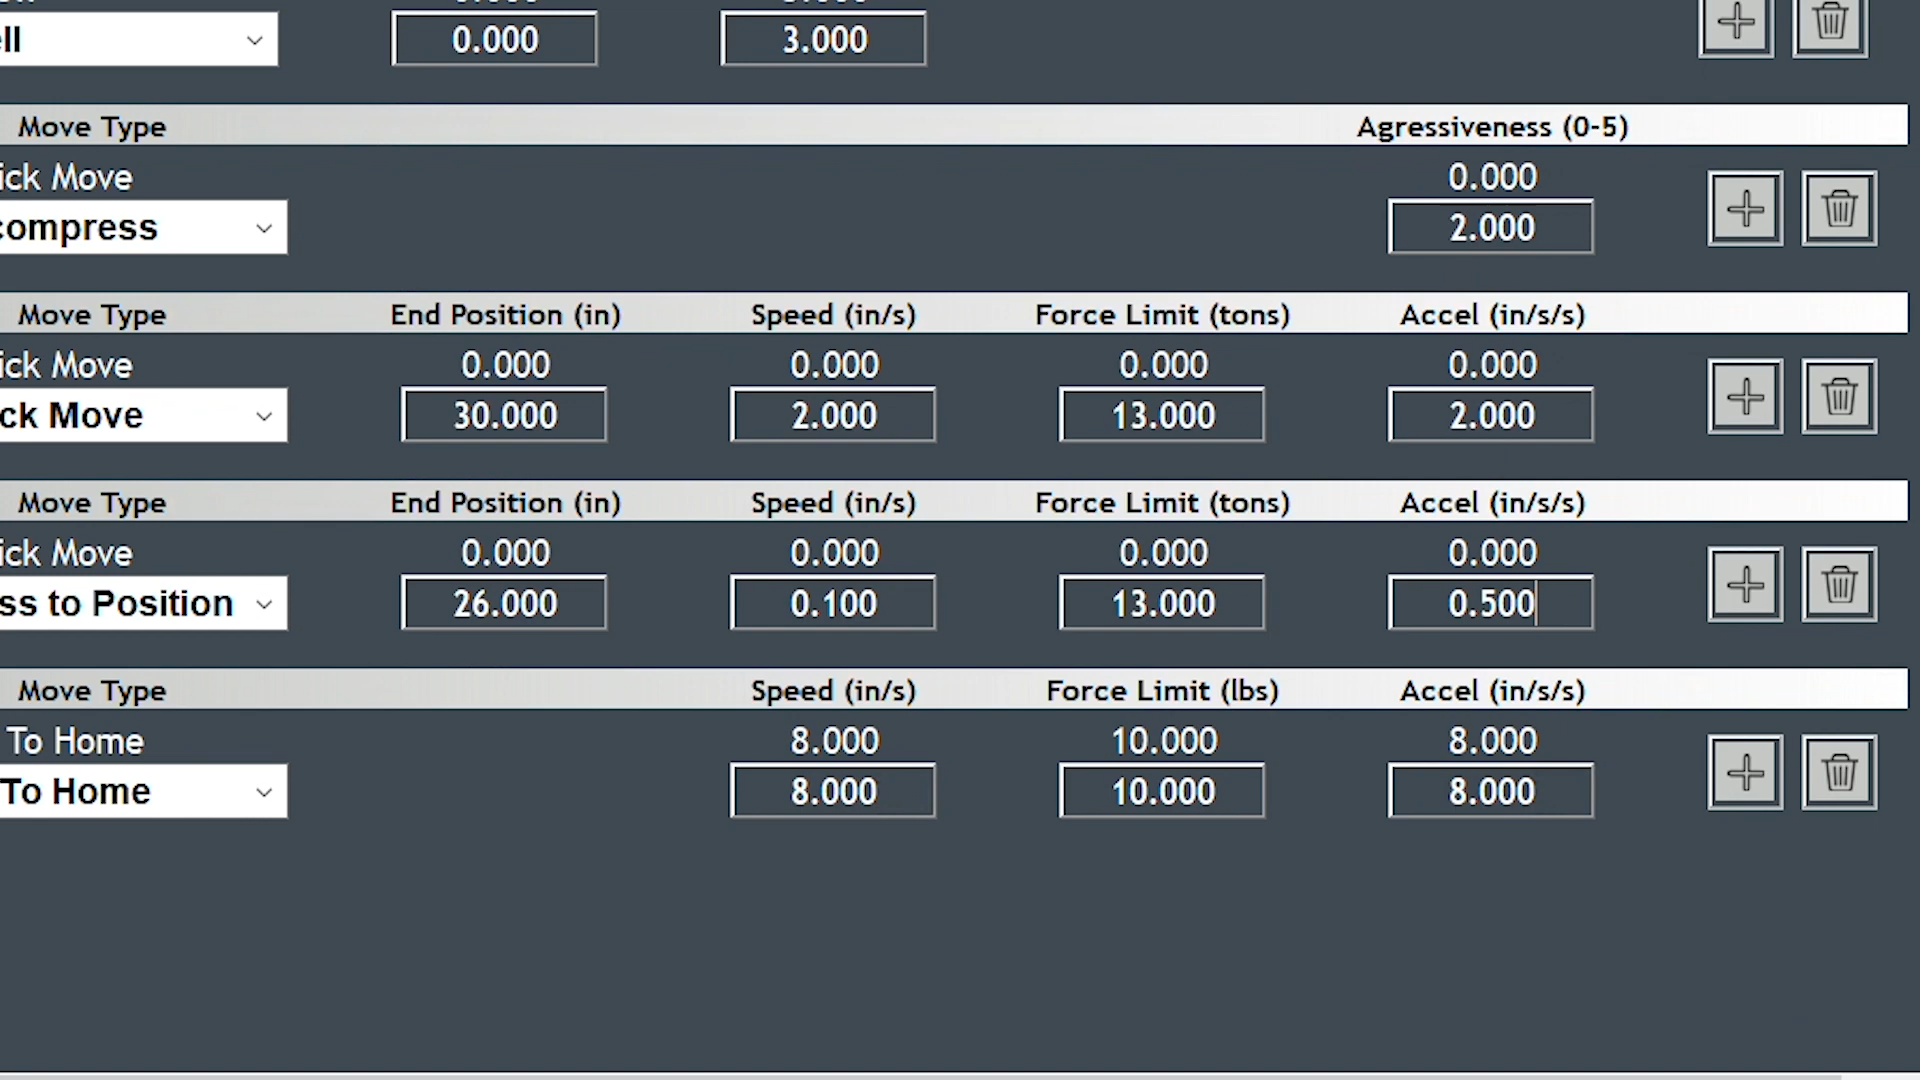 ll
0.000
3.000
Move Type
Agressiveness (0-5)
ick Move
0.000
compress
2.000
Move Type End Position (in) Speed (in/s) Force Limit (tons) Accel (in/s/s)
ick Move 0.000 0.000 0.000 0.000
ck Move 30.000 2.000 13.000 2.000
Move Type End Position (in) Speed (in/s) Force Limit (tons) Accel (in/s/s)
ick Move 0.000 0.000 0.000 0.000
ss to Position 26.000 0.100 13.000 0.500
Move Type Speed (in/s) Force Limit (lbs) Accel (in/s/s)
To Home 8.000 10.000 8.000
To Home 8.000 10.000 8.000